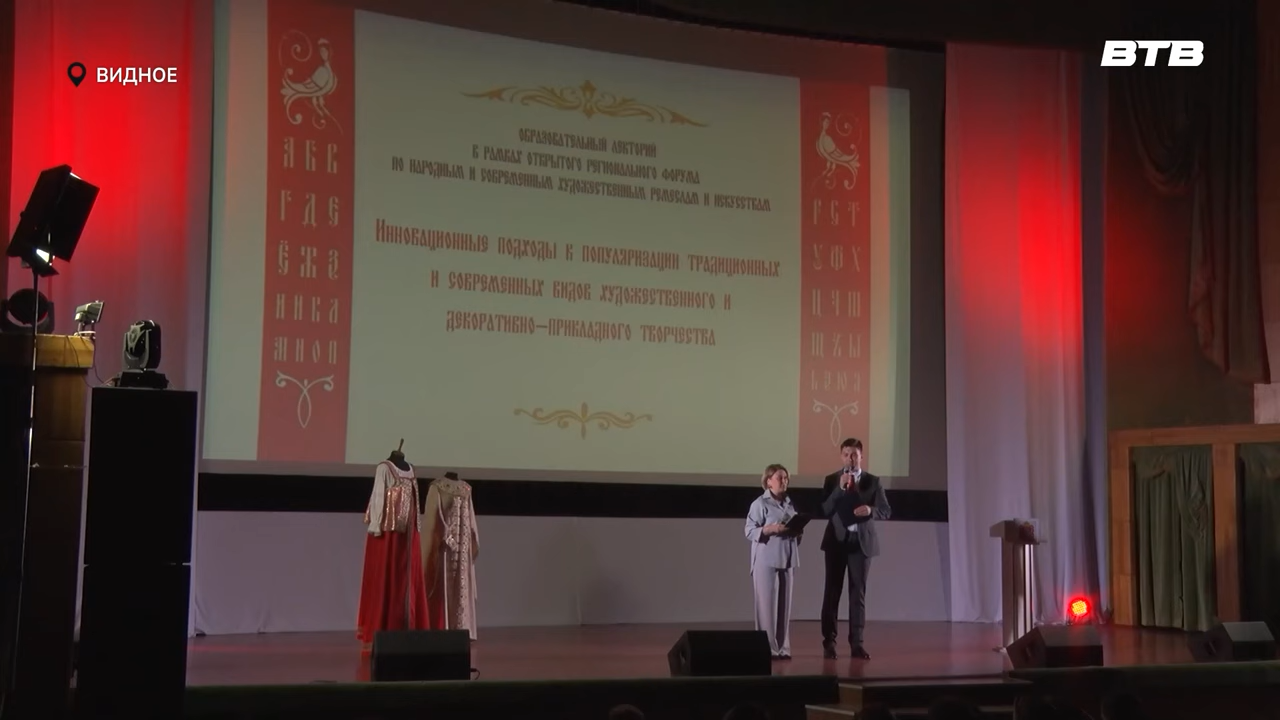 ВИДНОЕ
ВТВ
ОБРАЗОВАТЕЛЬНЫЙ ЛЕКТОРИЙ
В РАМКАХ ОТКРЫТОГО РЕГИОНАЛЬНОГО ФОРУМА
ПО НАРОДНЫМ И СОВРЕМЕННЫМ ХУДОЖЕСТВЕННЫМ РЕМЕСЛАМ И ИСКУССТВАМ
ИННОВАЦИОННЫЕ ПОДХОДЫ К ПОПУЛЯРИЗАЦИИ ТРАДИЦИОННЫХ
И СОВРЕМЕННЫХ ВИДОВ ХУДОЖЕСТВЕННОГО И
ДЕКОРАТИВНО-ПРИКЛАДНОГО ТВОРЧЕСТВА
А Б В
Г Д Е
Ё Ж З
И Й К Л
М Н О П
Р С Т
У Ф Х
Ц Ч Ш
Щ Ъ Ы
Ь Э Ю Я